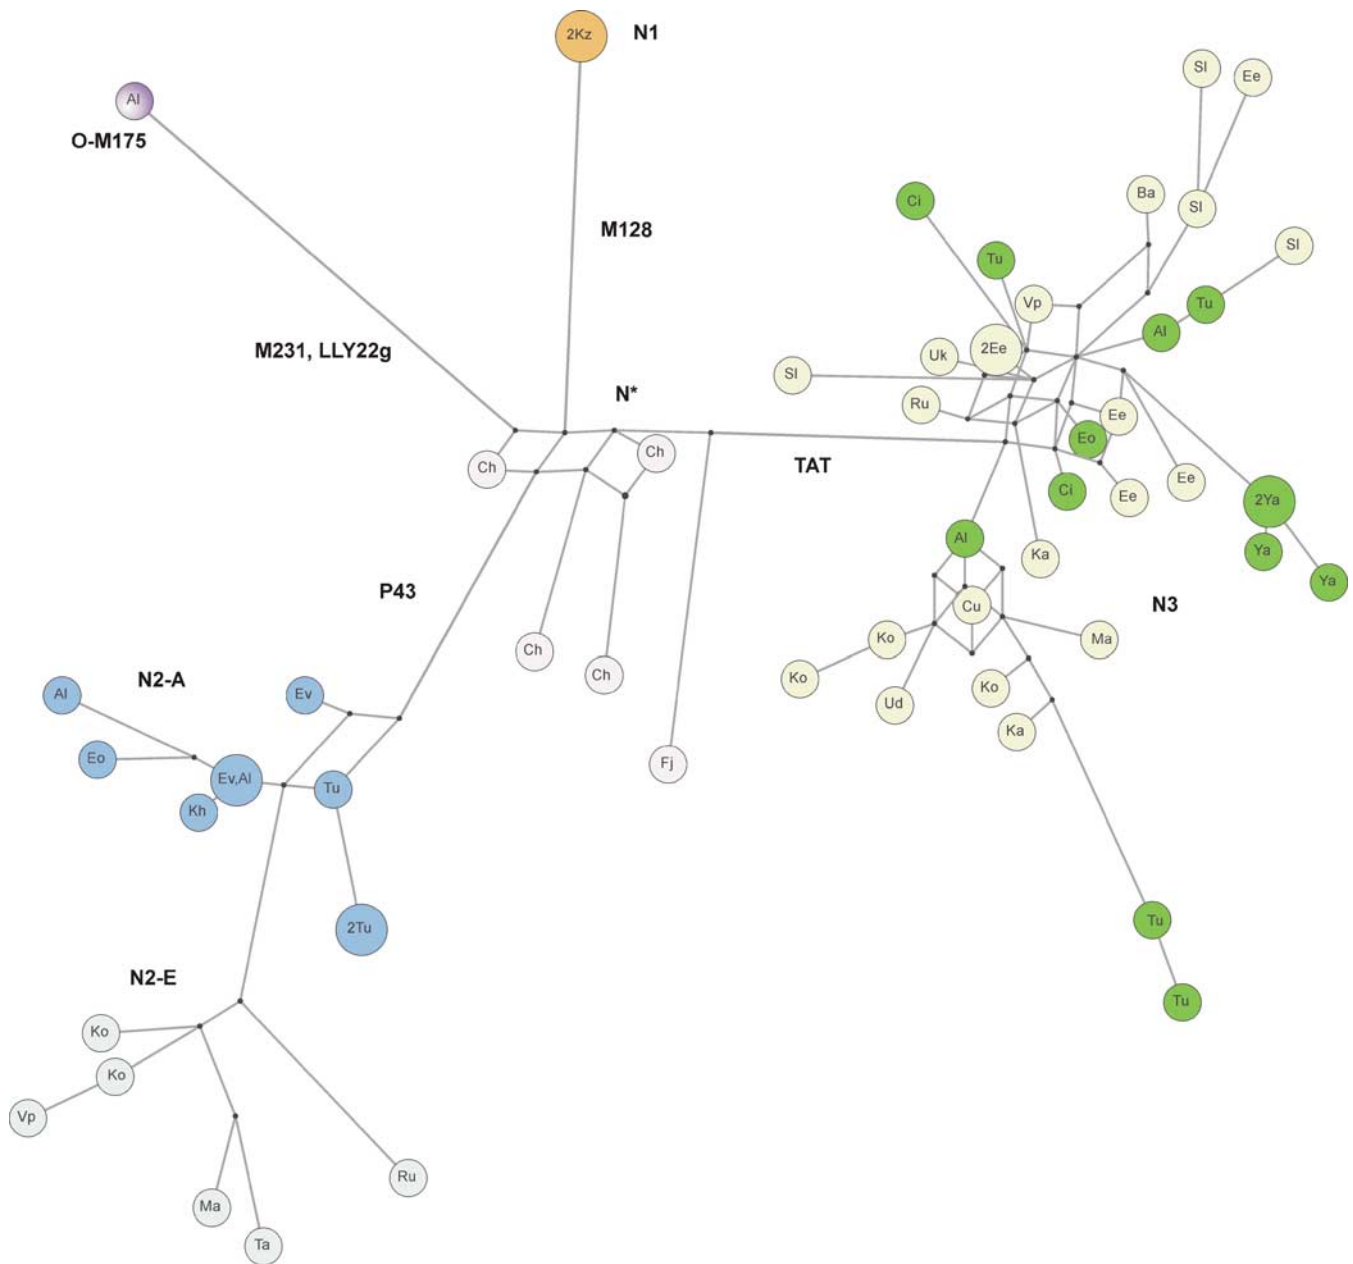 2Kz
N1
Sl
Ee
Al
O-M175
Ba
Ci
Sl
M128
Tu
Sl
Vp
Tu
Al
M231, LLY22g
2Ee
Uk
Sl
N*
Ru
Ee
Eo
Ch
Ch
TAT
Ee
Ci
Ee
2Ya
Al
Ka
Ya
Ya
P43
Cu
N3
Ko
Ma
Ch
Ch
Ko
N2-A
Al
Ev
Ko
Ud
Ka
Eo
Fj
Ev,Al
Tu
Kh
2Tu
Tu
N2-E
Tu
Ko
Ko
Vp
Ru
Ma
Ta